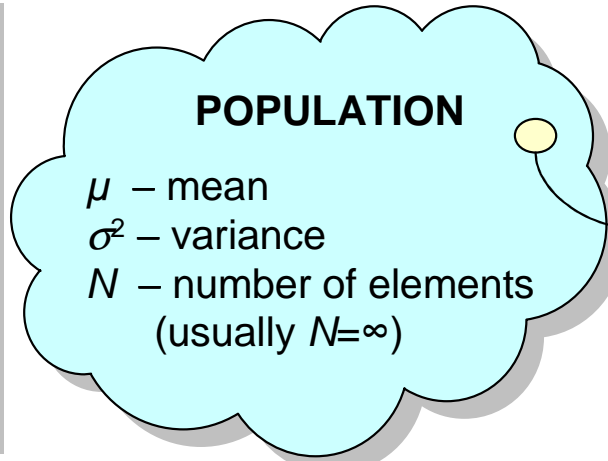 POPULATION
μ – mean
σ² – variance
N – number of elements
(usually N=∞)